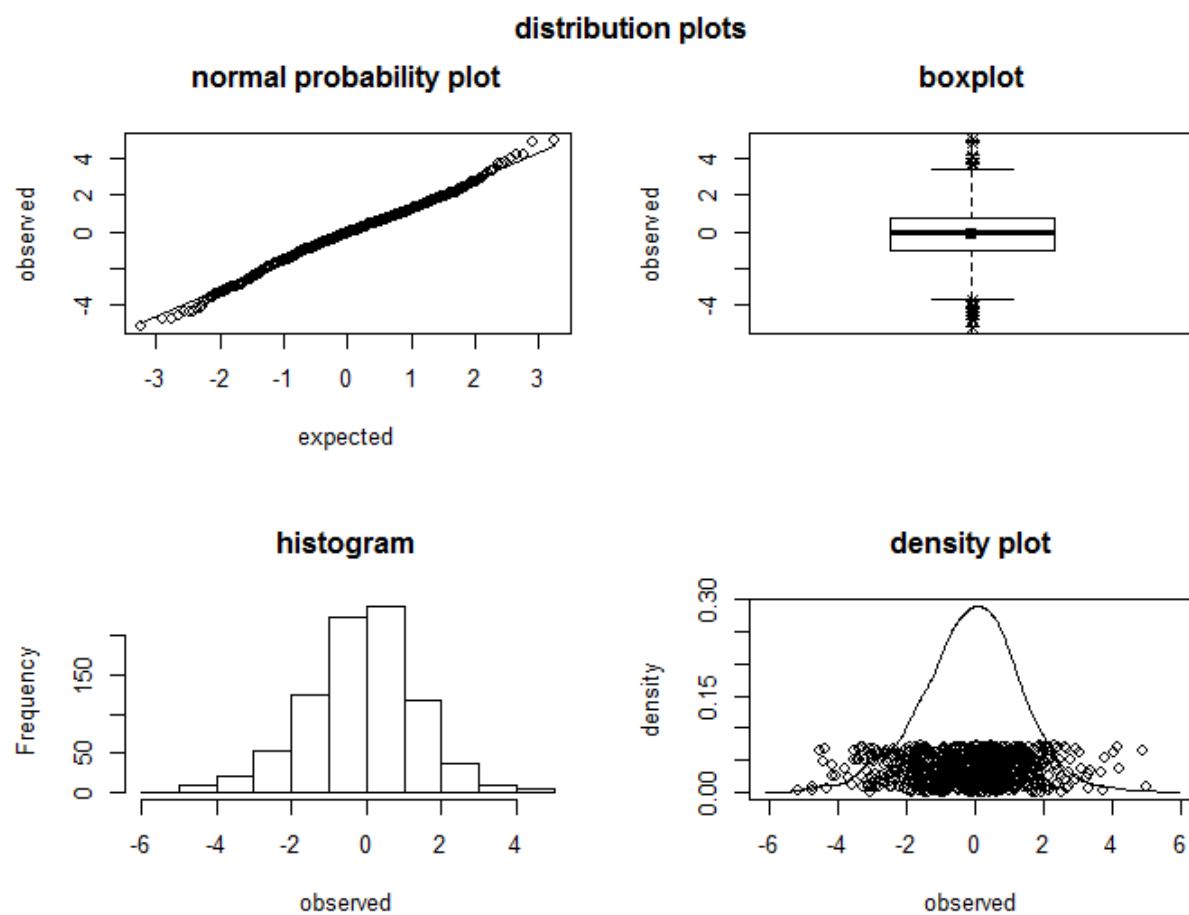 distribution plots
normal probability plot
observed
4
2
0
-4
-3 -2 -1 0 1 2 3
expected
boxplot
observed
4
2
0
-4
histogram
Frequency
150
50
0
-6 -4 -2 0 2 4
observed
density plot
density
0.30
0.15
0.00
-6 -4 -2 0 2 4 6
observed